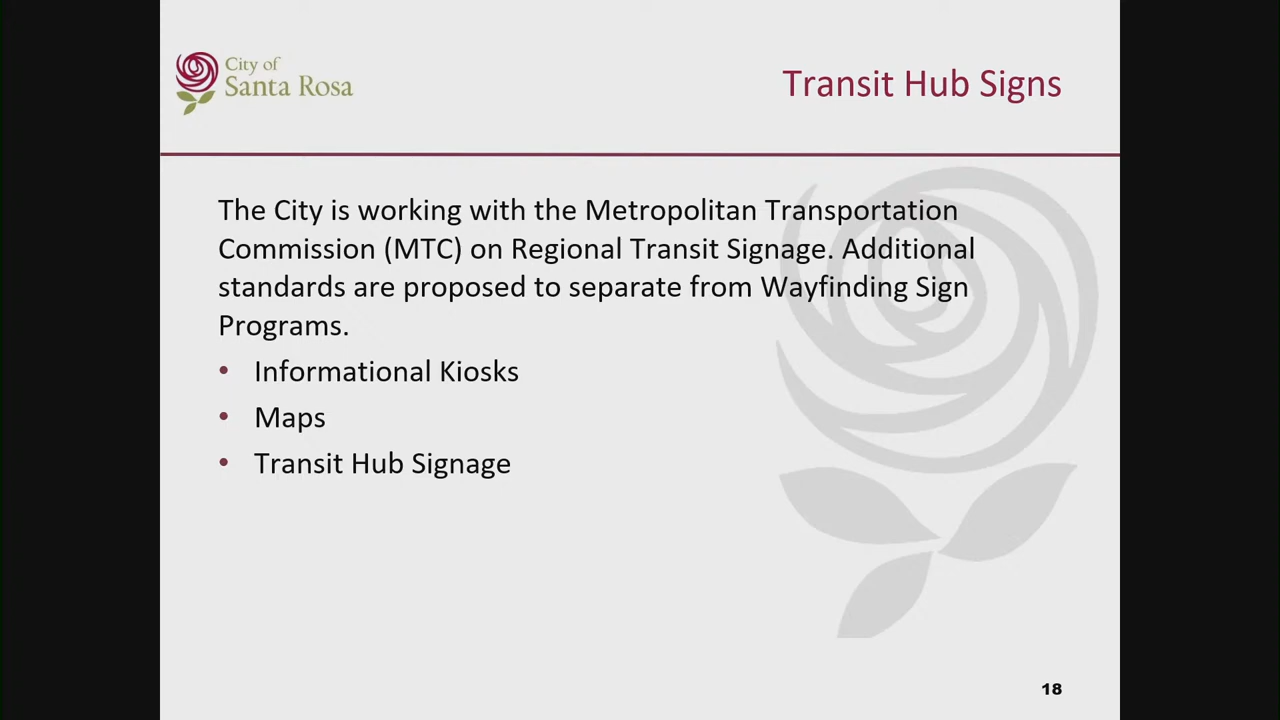 City of
Santa Rosa
Transit Hub Signs
The City is working with the Metropolitan Transportation
Commission (MTC) on Regional Transit Signage. Additional
standards are proposed to separate from Wayfinding Sign
Programs.
• Informational Kiosks
• Maps
• Transit Hub Signage
18